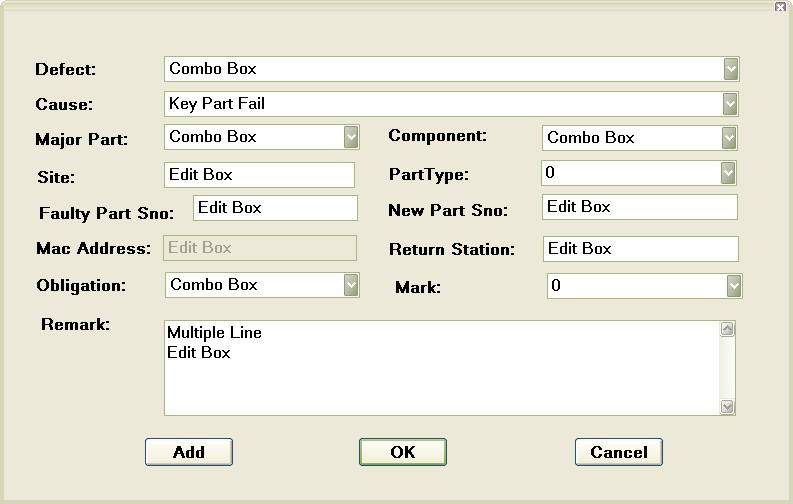 Defect: Combo Box
Cause: Key Part Fail
Major Part: Combo Box Component: Combo Box
Site: Edit Box PartType: 0
Faulty Part Sno: Edit Box New Part Sno: Edit Box
Mac Address: Edit Box Return Station: Edit Box
Obligation: Combo Box Mark: 0
Remark: Multiple Line
Edit Box
Add OK Cancel